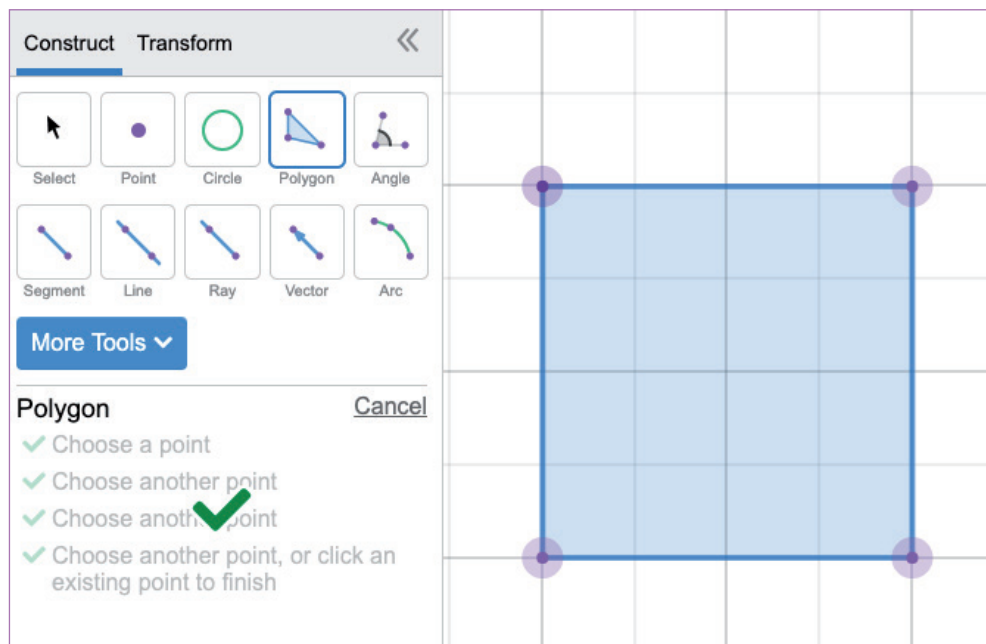 Construct Transform
Select Point Circle Polygon Angle
Segment Line Ray Vector Arc
More Tools
Polygon Cancel
Choose a point
Choose another point
Choose another point
Choose another point, or click an
existing point to finish